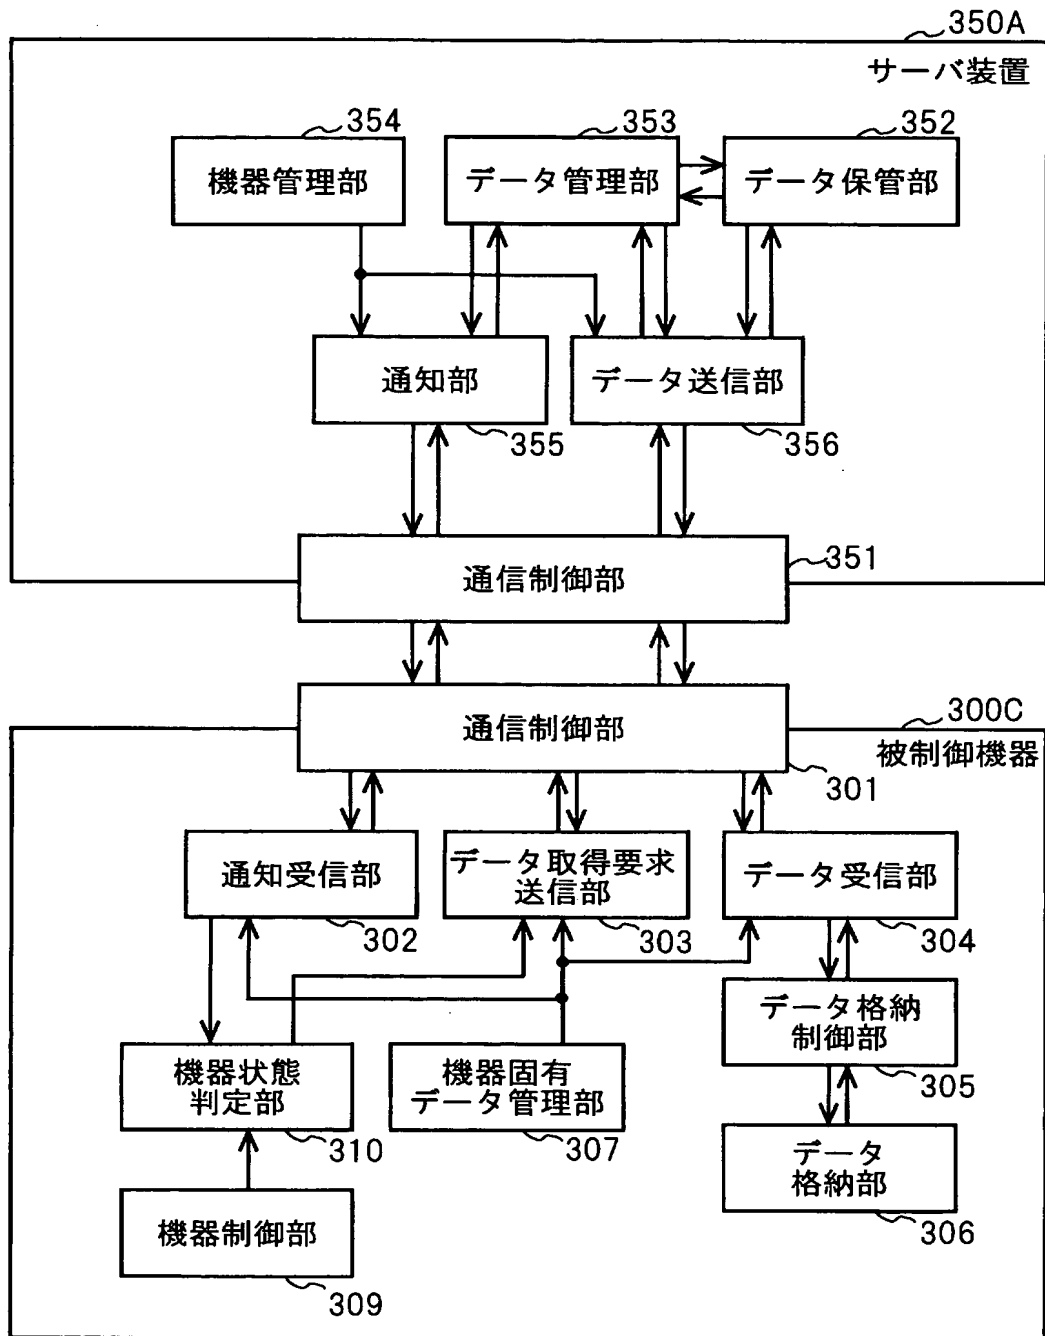 350A
サーバ装置
354
353
352
機器管理部
データ管理部
データ保管部
通知部
データ送信部
355
356
通信制御部
351
通信制御部
300C
被制御機器
301
通知受信部
データ取得要求
送信部
データ受信部
302
303
304
データ格納
制御部
305
機器状態
判定部
機器固有
データ管理部
310
307
データ
格納部
306
機器制御部
309